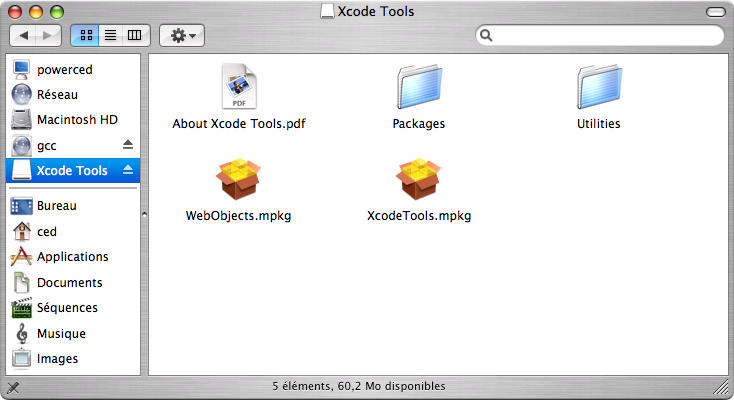 Xcode Tools
powerced
Réseau
Macintosh HD
gcc
Xcode Tools
Bureau
ced
Applications
Documents
Séquences
Musique
Images
PDF
About Xcode Tools.pdf
Packages
Utilities
WebObjects.mpkg
XcodeTools.mpkg
5 éléments, 60,2 Mo disponibles